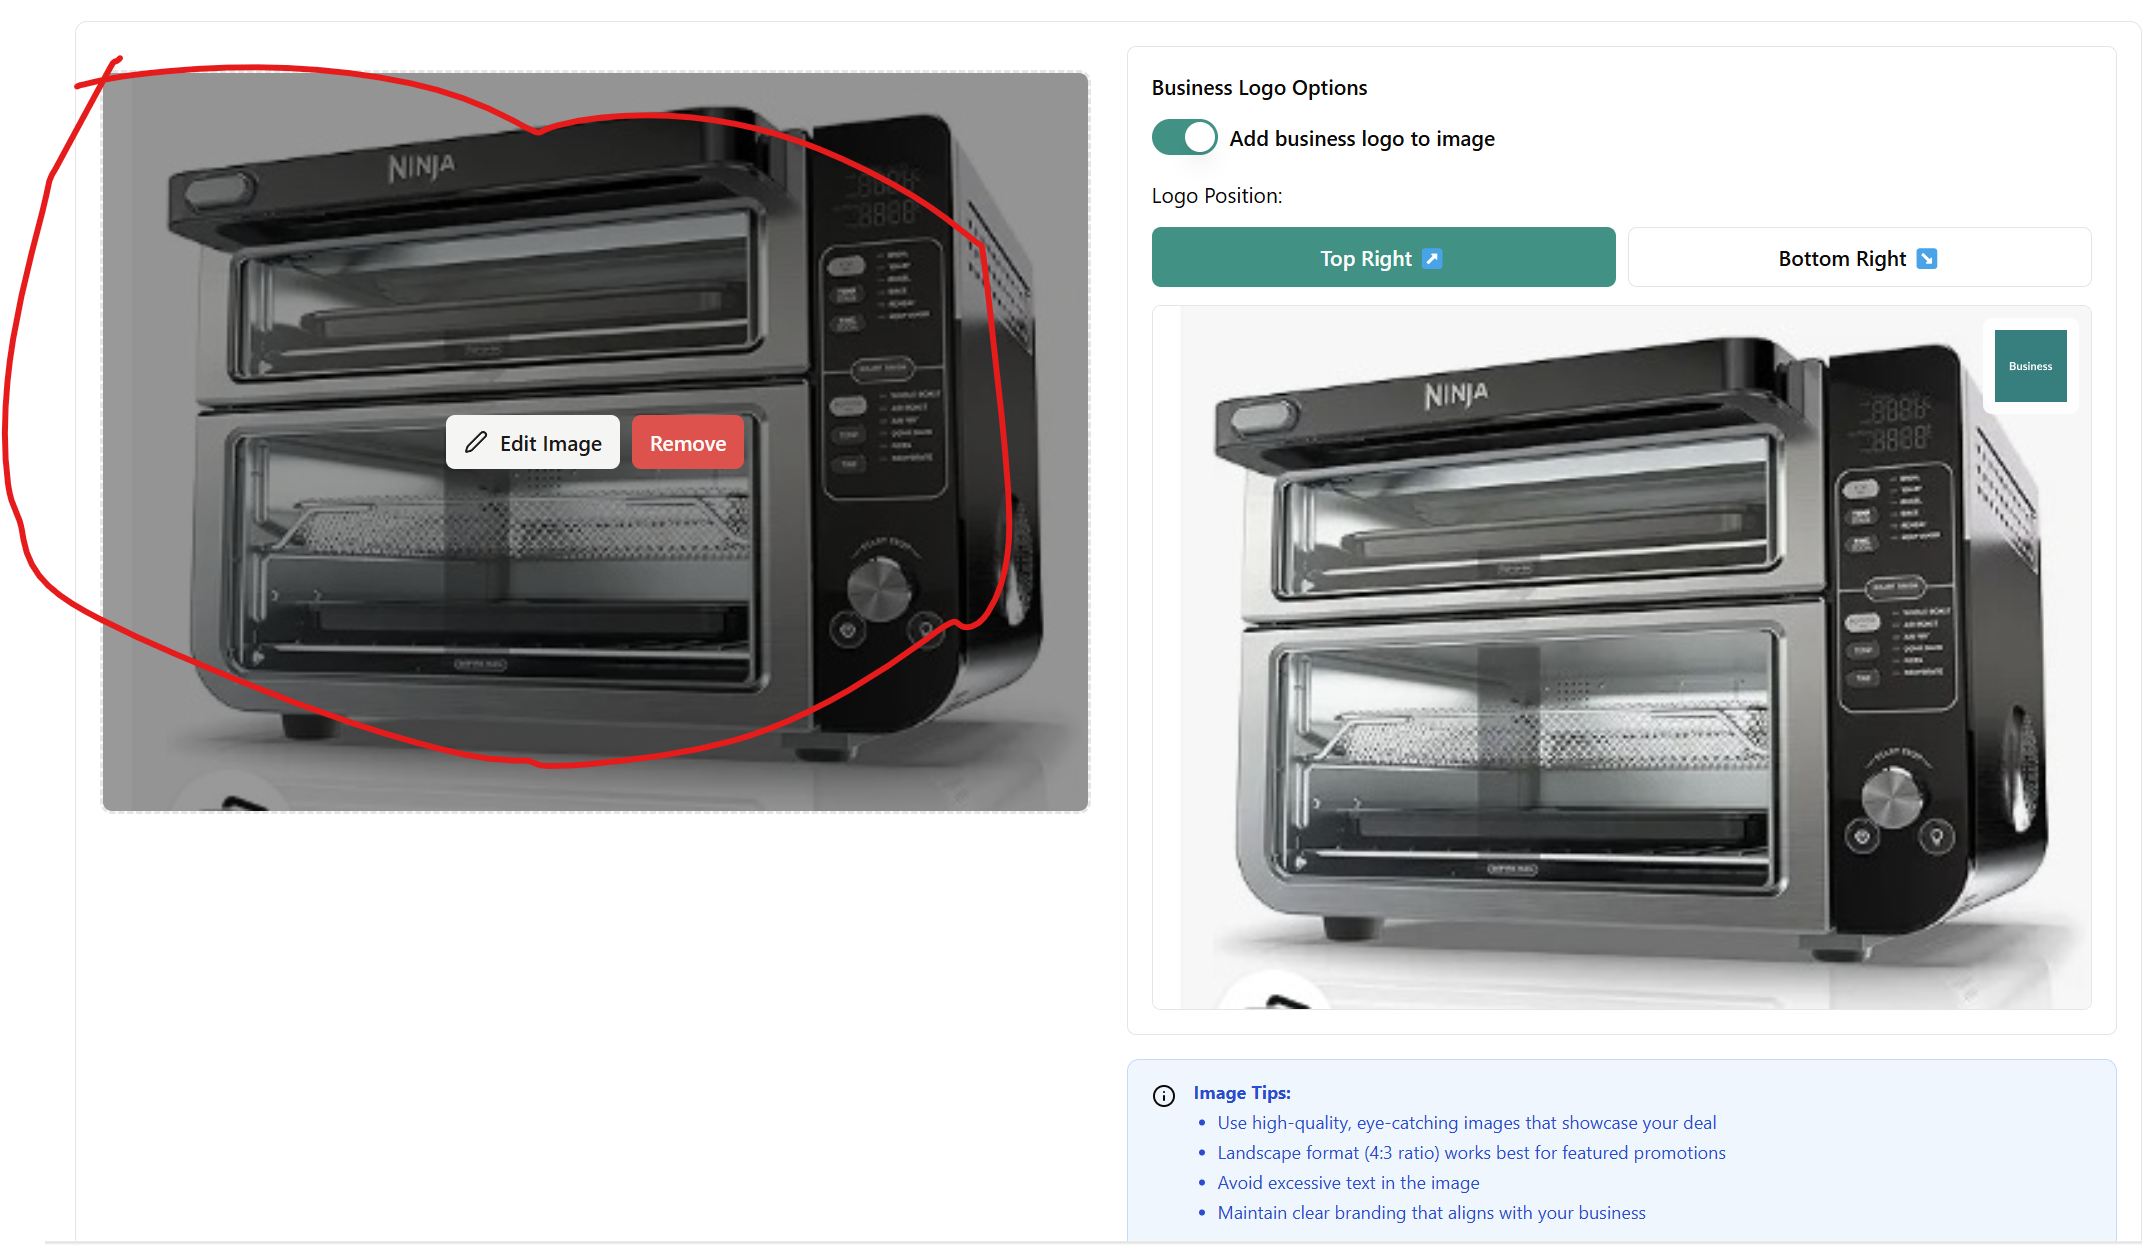 NINJA
Edit Image
Remove
Business Logo Options
Add business logo to image
Logo Position:
Top Right
Bottom Right
Business
NINJA
START STOP
Image Tips:
• Use high-quality, eye-catching images that showcase your deal
• Landscape format (4:3 ratio) works best for featured promotions
• Avoid excessive text in the image
• Maintain clear branding that aligns with your business